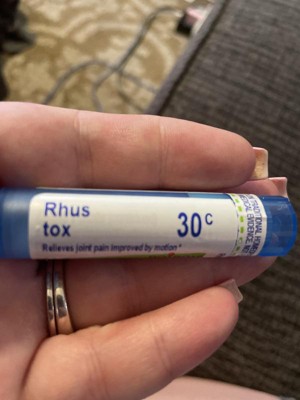 Rhus
tox
30C
Relieves joint pain improved by motion*